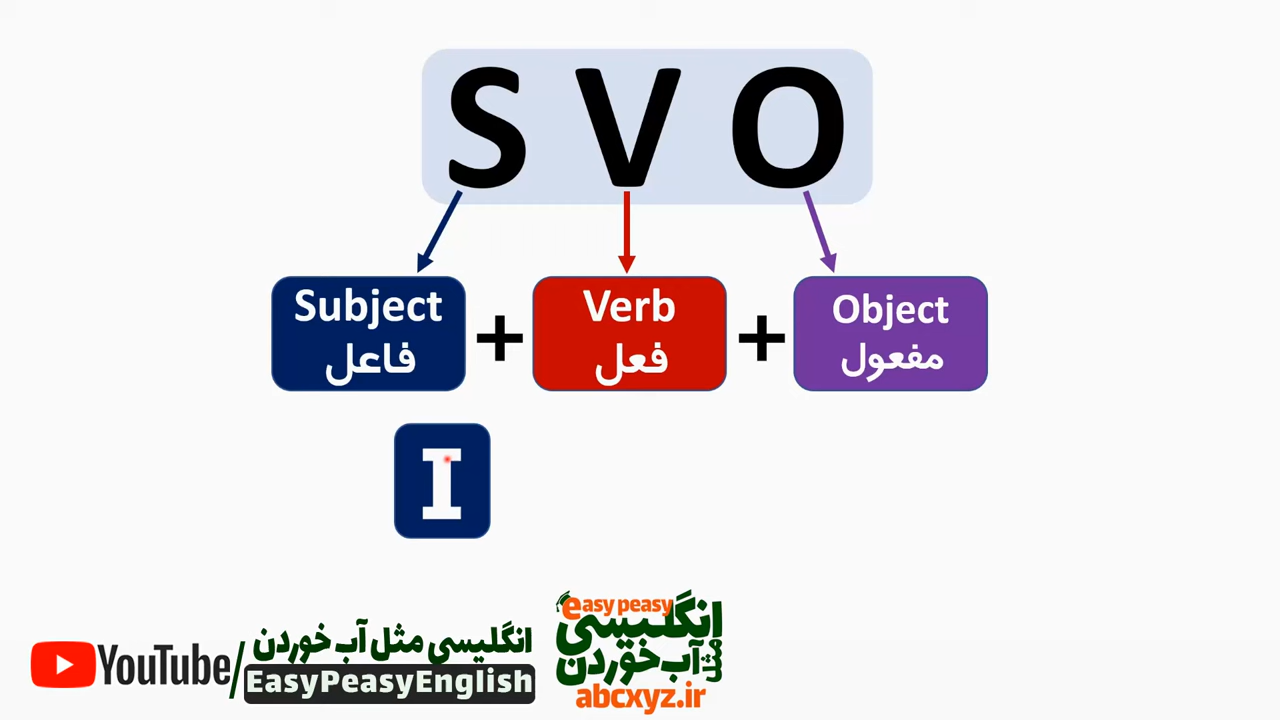 S V O
Subject + Verb + Object
فاعل فعل مفعول
I
YouTube / انگلیسی مثل آب خوردن
EasyPeasyEnglish
easy peasy
انگلیسی
مثل
آب خوردن
abcxyz.ir